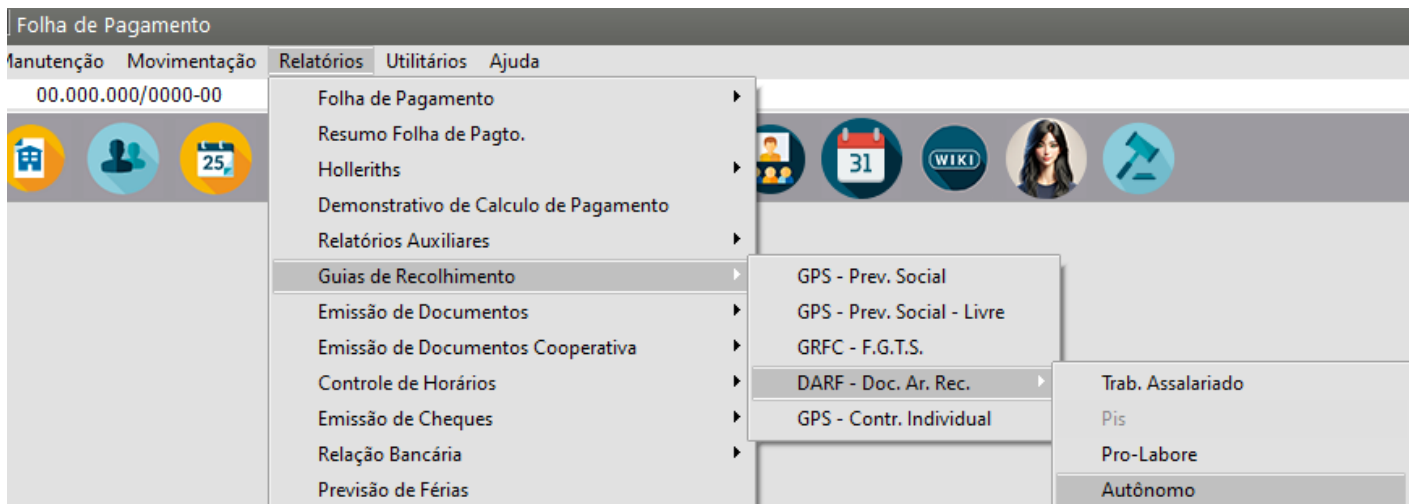 Folha de Pagamento
Manutenção Movimentação Relatórios Utilitários Ajuda
00.000.000/0000-00
Folha de Pagamento
Resumo Folha de Pagto.
Holleriths
Demonstrativo de Calculo de Pagamento
Relatórios Auxiliares
Guias de Recolhimento
Emissão de Documentos
Emissão de Documentos Cooperativa
Controle de Horários
Emissão de Cheques
Relação Bancária
Previsão de Férias
GPS - Prev. Social
GPS - Prev. Social - Livre
GRFC - F.G.T.S.
DARF - Doc. Ar. Rec.
GPS - Contr. Individual
Trab. Assalariado
Pis
Pro-Labore
Autônomo
25
31
WIKI